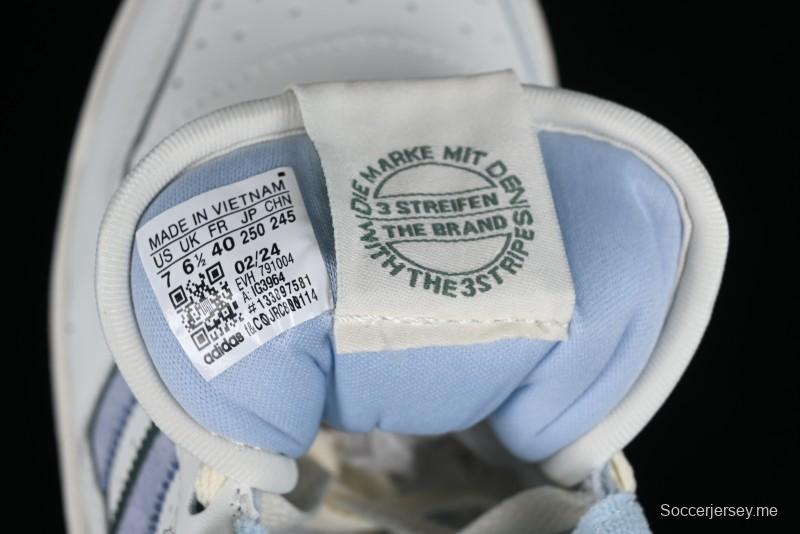 MADE IN VIETNAM
US UK FR JP CHN
7 6½ 40 250 245
02/24
EVH 791004
A: IG3964
#133897581
adidas
DIE MARKE MIT DEN
3 STREIFEN
THE BRAND
WITH THE 3 STRIPES
Soccerjersey.me